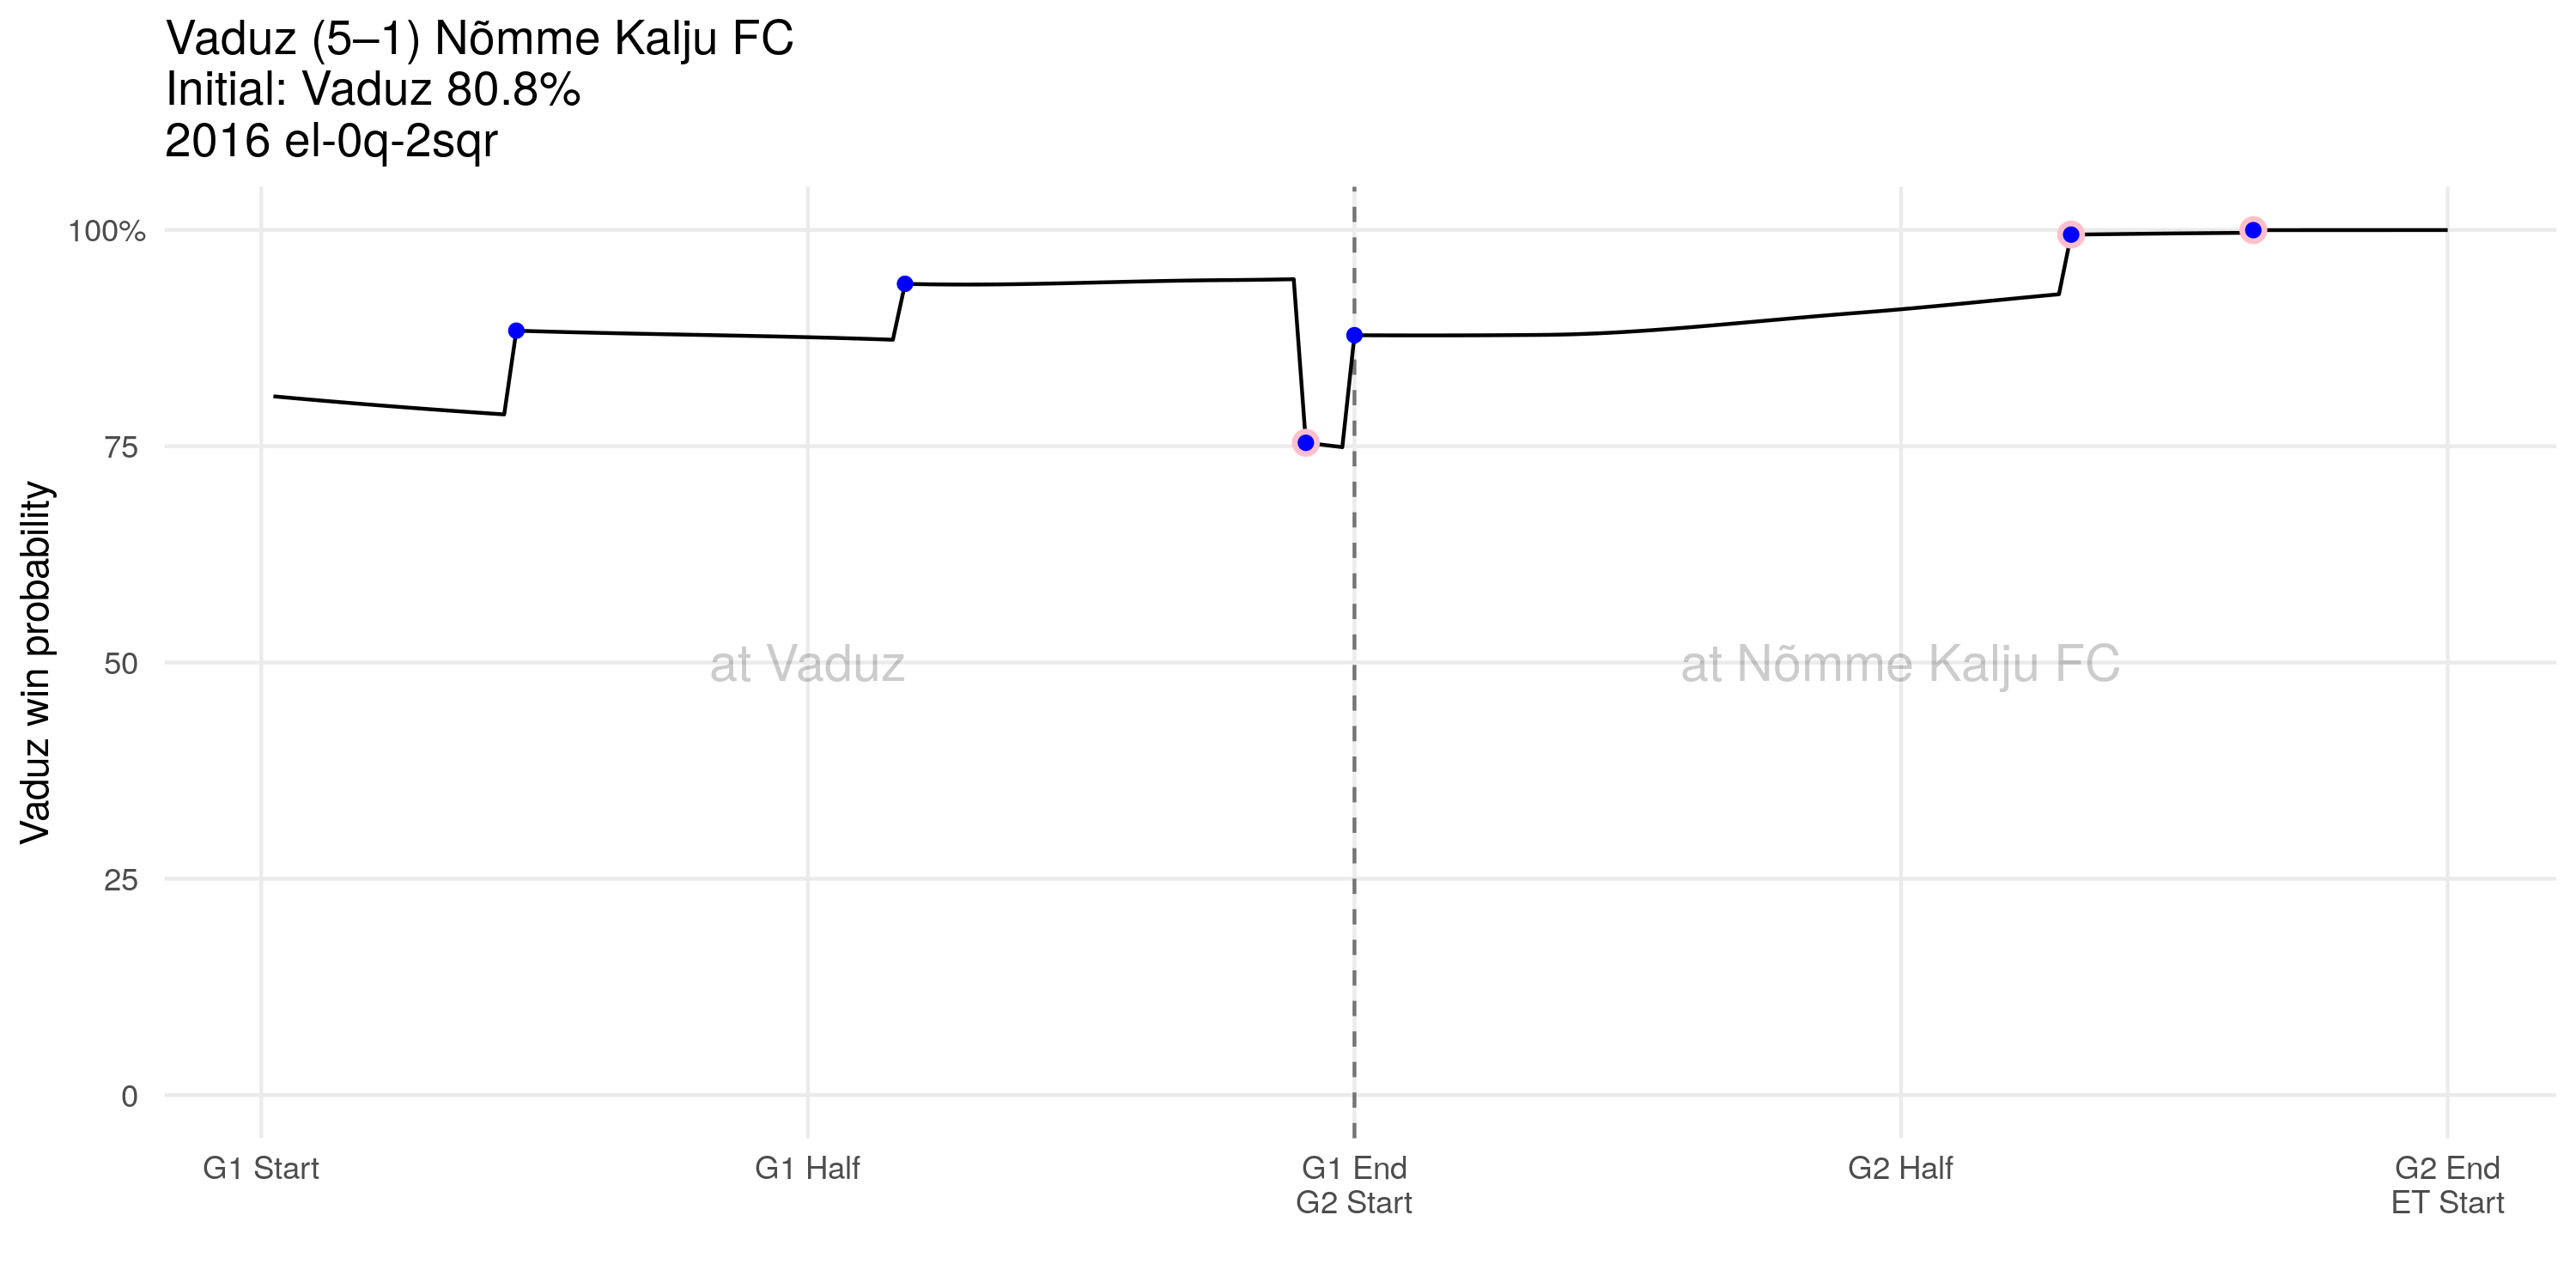 Vaduz (5–1) Nõmme Kalju FC
Initial: Vaduz 80.8%
2016 el-0q-2sqr
Vaduz win probability
100%
75
50
25
0
at Vaduz
at Nõmme Kalju FC
G1 Start
G1 Half
G1 End
G2 Start
G2 Half
G2 End
ET Start